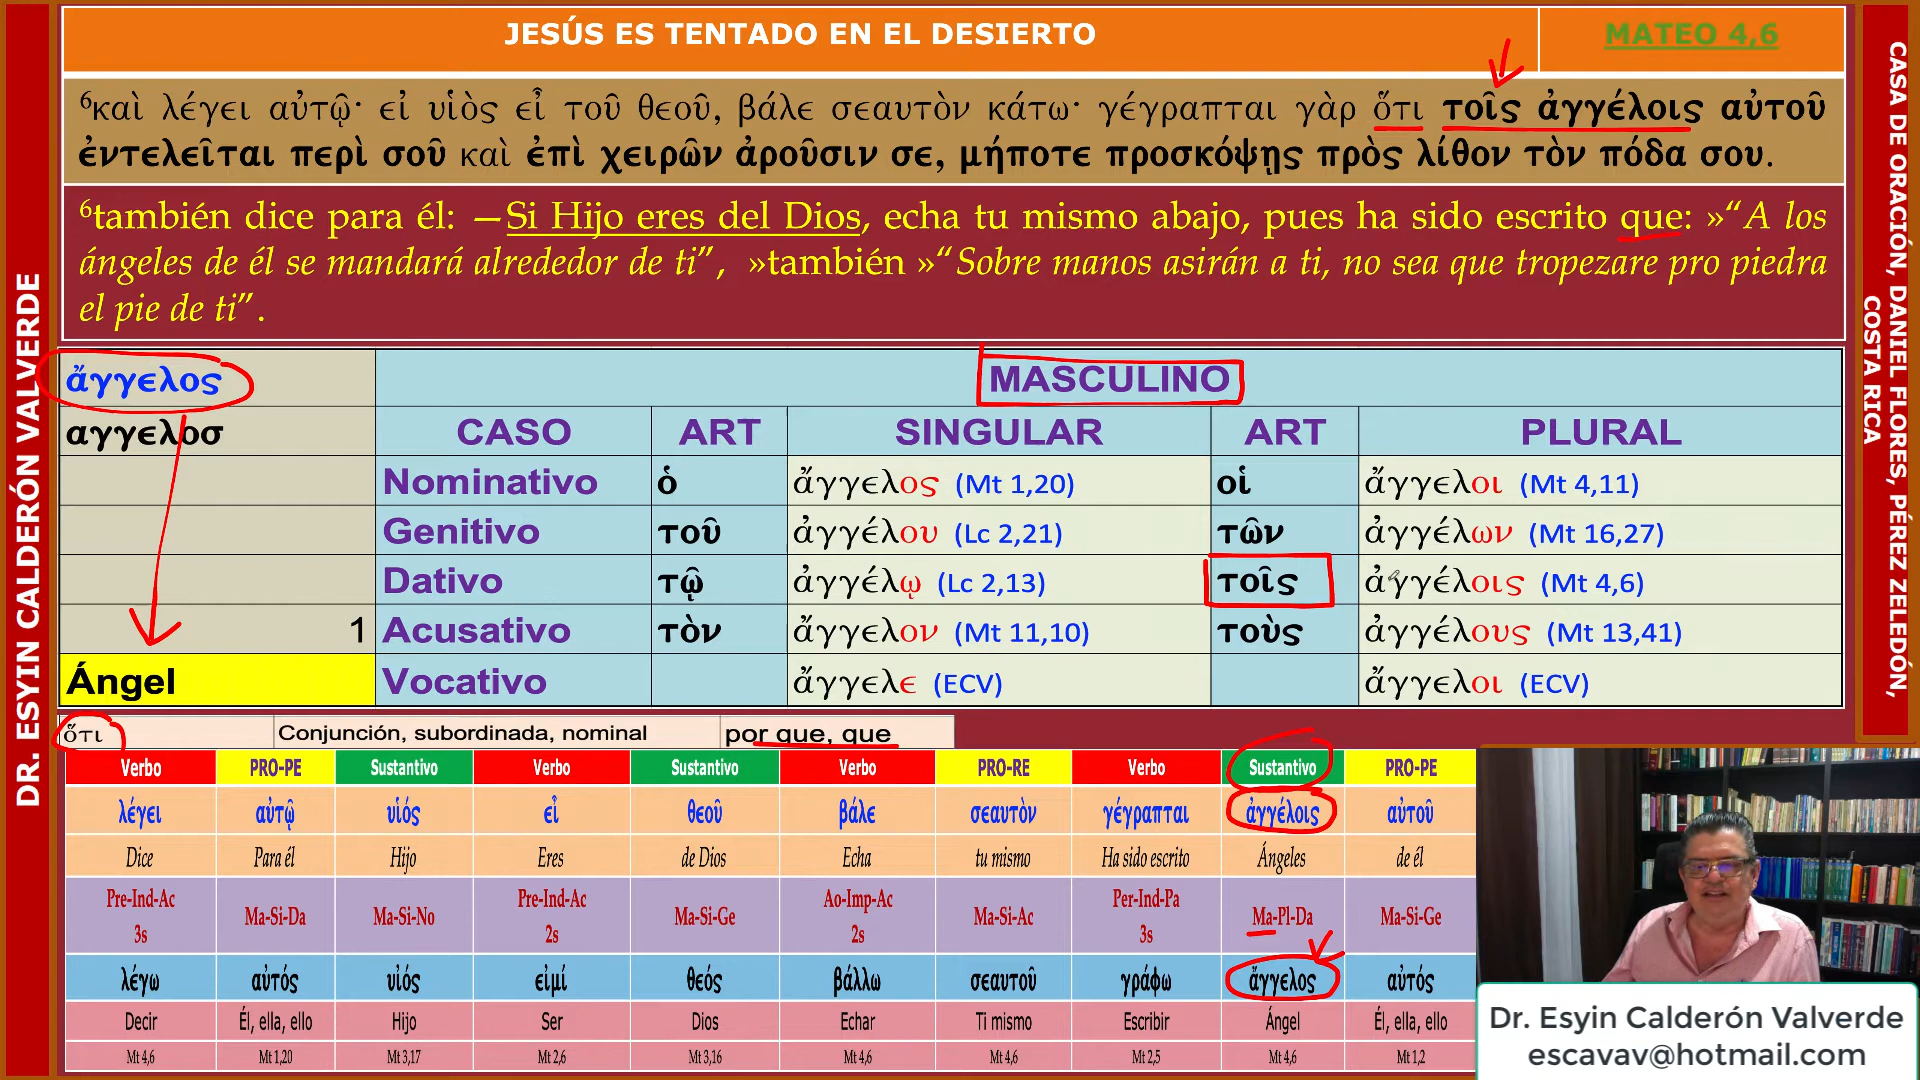 JESÚS ES TENTADO EN EL DESIERTO
MATEO 4,6
⁶καὶ λέγει αὐτῷ· εἰ υἱὸς εἶ τοῦ θεοῦ, βάλε σεαυτὸν κάτω· γέγραπται γὰρ ὅτι τοῖς ἀγγέλοις αὐτοῦ
ἐντελεῖται περὶ σοῦ καὶ ἐπὶ χειρῶν ἀροῦσιν σε, μήποτε προσκόψῃς πρὸς λίθον τὸν πόδα σου.
⁶también dice para él: —Si Hijo eres del Dios, echa tu mismo abajo, pues ha sido escrito que: »“A los
ángeles de él se mandará alrededor de ti”, »también »“Sobre manos asirán a ti, no sea que tropezare pro piedra
el pie de ti”.
ἄγγελος MASCULINO
αγγελοσ CASO ART SINGULAR ART PLURAL
Nominativo ὁ ἄγγελος (Mt 1,20) οἱ ἄγγελοι (Mt 4,11)
Genitivo τοῦ ἀγγέλου (Lc 2,21) τῶν ἀγγέλων (Mt 16,27)
Dativo τῷ ἀγγέλῳ (Lc 2,13) τοῖς ἀγγέλοις (Mt 4,6)
1 Acusativo τὸν ἄγγελον (Mt 11,10) τοὺς ἀγγέλους (Mt 13,41)
Ángel Vocativo ἄγγελε (ECV) ἄγγελοι (ECV)
ὅτι Conjunción, subordinada, nominal por que, que
Verbo PRO-PE Sustantivo Verbo Sustantivo Verbo PRO-RE Verbo Sustantivo PRO-PE
λέγει αὐτῷ υἱός εἶ θεοῦ βάλε σεαυτὸν γέγραπται ἀγγέλοις αὐτοῦ
Dice Para él Hijo Eres de Dios Echa tu mismo Ha sido escrito Ángeles de él
Pre-Ind-Ac Ma-Si-Da Ma-Si-No Pre-Ind-Ac Ma-Si-Ge Ao-Imp-Ac Ma-Si-Ac Per-Ind-Pa Ma-Pl-Da Ma-Si-Ge
3s 2s 2s 3s
λέγω αὐτός υἱός εἰμί θεός βάλλω σεαυτοῦ γράφω ἄγγελος αὐτός
Decir Él, ella, ello Hijo Ser Dios Echar Ti mismo Escribir Ángel Él, ella, ello
Mt 4,6 Mt 1,20 Mt 3,17 Mt 2,6 Mt 3,16 Mt 4,6 Mt 4,6 Mt 2,5 Mt 4,6 Mt 1,2
DR. ESYIN CALDERÓN VALVERDE
CASA DE ORACIÓN, DANIEL FLORES, PÉREZ ZELEDÓN,
COSTA RICA
Dr. Esyin Calderón Valverde
escavav@hotmail.com